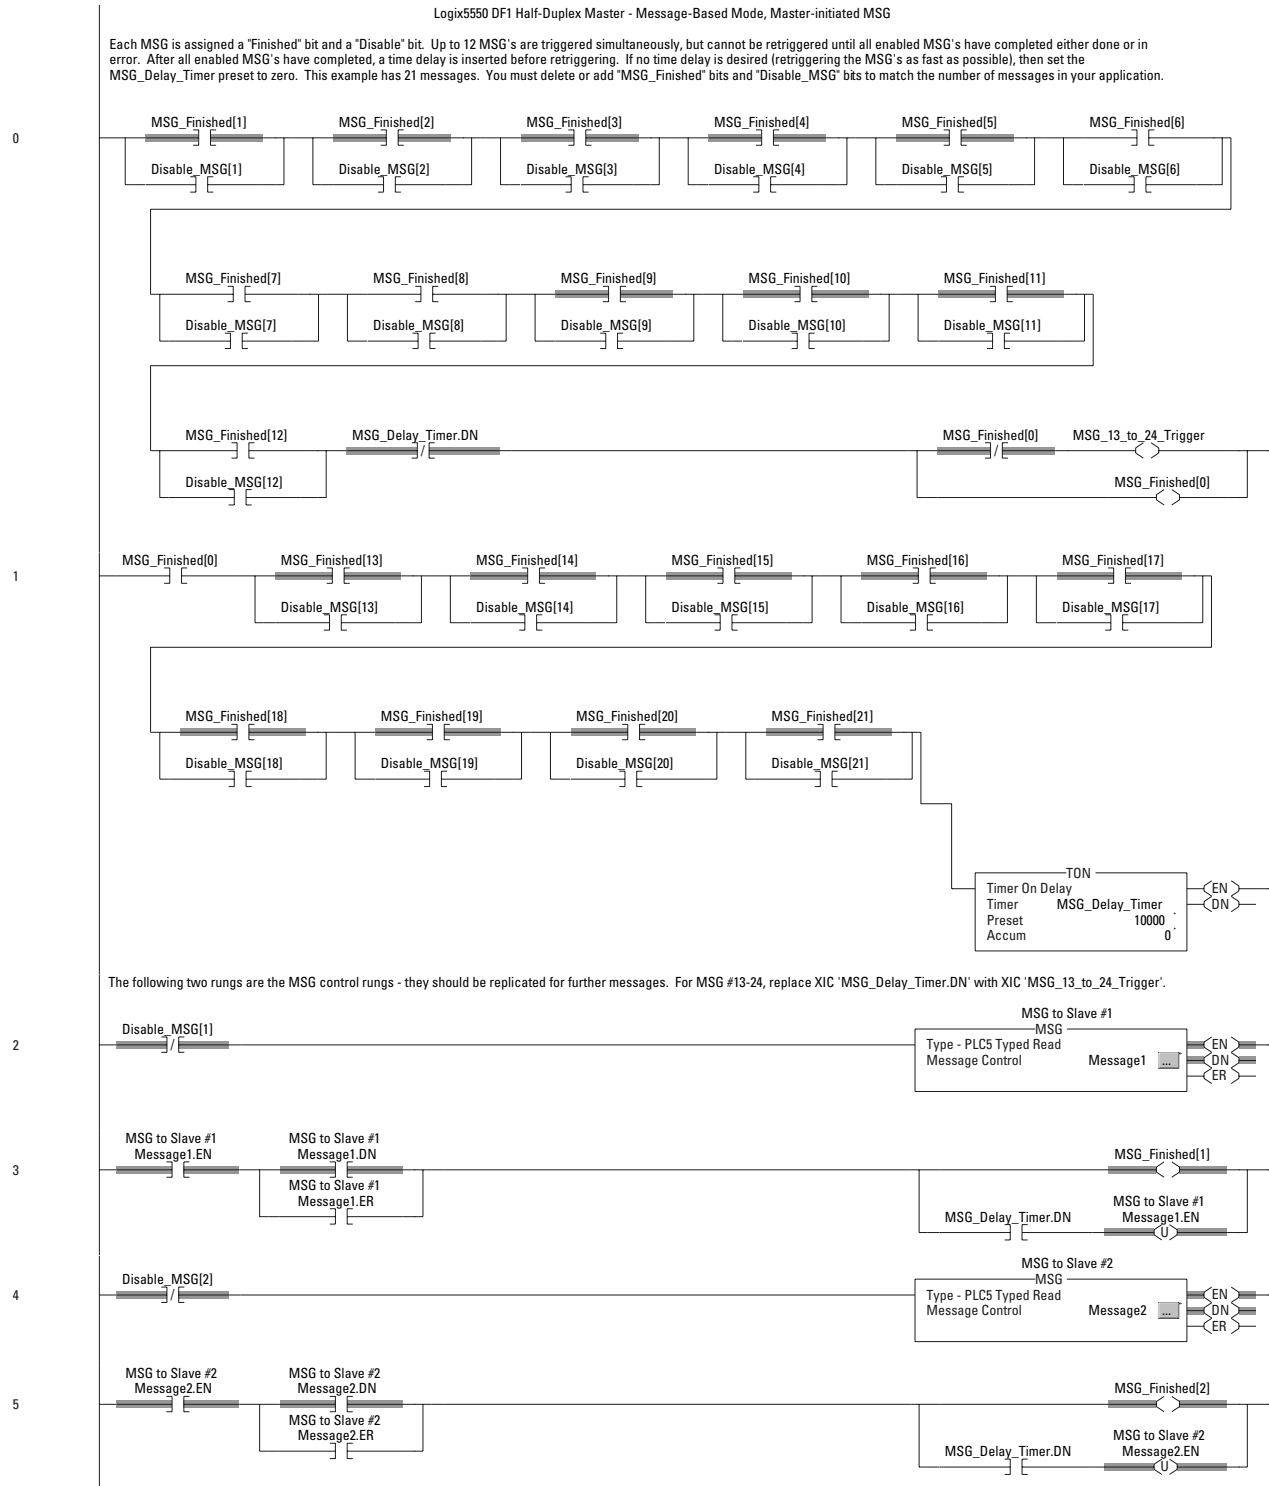 Logix5550 DF1 Half-Duplex Master - Message-Based Mode, Master-initiated MSG
Each MSG is assigned a "Finished" bit and a "Disable" bit. Up to 12 MSG's are triggered simultaneously, but cannot be retriggered until all enabled MSG's have completed either done or in
error. After all enabled MSG's have completed, a time delay is inserted before retriggering. If no time delay is desired (retriggering the MSG's as fast as possible), then set the
MSG_Delay_Timer preset to zero. This example has 21 messages. You must delete or add "MSG_Finished" bits and "Disable_MSG" bits to match the number of messages in your application.
MSG_Finished[1] MSG_Finished[2] MSG_Finished[3] MSG_Finished[4] MSG_Finished[5] MSG_Finished[6]
0
Disable_MSG[1] Disable_MSG[2] Disable_MSG[3] Disable_MSG[4] Disable_MSG[5] Disable_MSG[6]
MSG_Finished[7] MSG_Finished[8] MSG_Finished[9] MSG_Finished[10] MSG_Finished[11]
Disable_MSG[7] Disable_MSG[8] Disable_MSG[9] Disable_MSG[10] Disable_MSG[11]
MSG_Finished[12] MSG_Delay_Timer.DN MSG_Finished[0] MSG_13_to_24_Trigger
/ /
Disable_MSG[12] MSG_Finished[0]
MSG_Finished[0] MSG_Finished[13] MSG_Finished[14] MSG_Finished[15] MSG_Finished[16] MSG_Finished[17]
1
Disable_MSG[13] Disable_MSG[14] Disable_MSG[15] Disable_MSG[16] Disable_MSG[17]
MSG_Finished[18] MSG_Finished[19] MSG_Finished[20] MSG_Finished[21]
Disable_MSG[18] Disable_MSG[19] Disable_MSG[20] Disable_MSG[21]
TON
Timer On Delay EN
Timer MSG_Delay_Timer DN
Preset 10000
Accum 0
The following two rungs are the MSG control rungs - they should be replicated for further messages. For MSG #13-24, replace XIC 'MSG_Delay_Timer.DN' with XIC 'MSG_13_to_24_Trigger'.
MSG to Slave #1
Disable_MSG[1] MSG
2 / Type - PLC5 Typed Read EN
Message Control Message1 ... DN
ER
MSG to Slave #1 MSG to Slave #1
Message1.EN Message1.DN MSG_Finished[1]
3
MSG to Slave #1 MSG to Slave #1
Message1.ER
MSG_Delay_Timer.DN Message1.EN
U
MSG to Slave #2
Disable_MSG[2] MSG
4 / Type - PLC5 Typed Read EN
Message Control Message2 ... DN
ER
MSG to Slave #2 MSG to Slave #2
Message2.EN Message2.DN MSG_Finished[2]
5
MSG to Slave #2 MSG to Slave #2
Message2.ER
MSG_Delay_Timer.DN Message2.EN
U